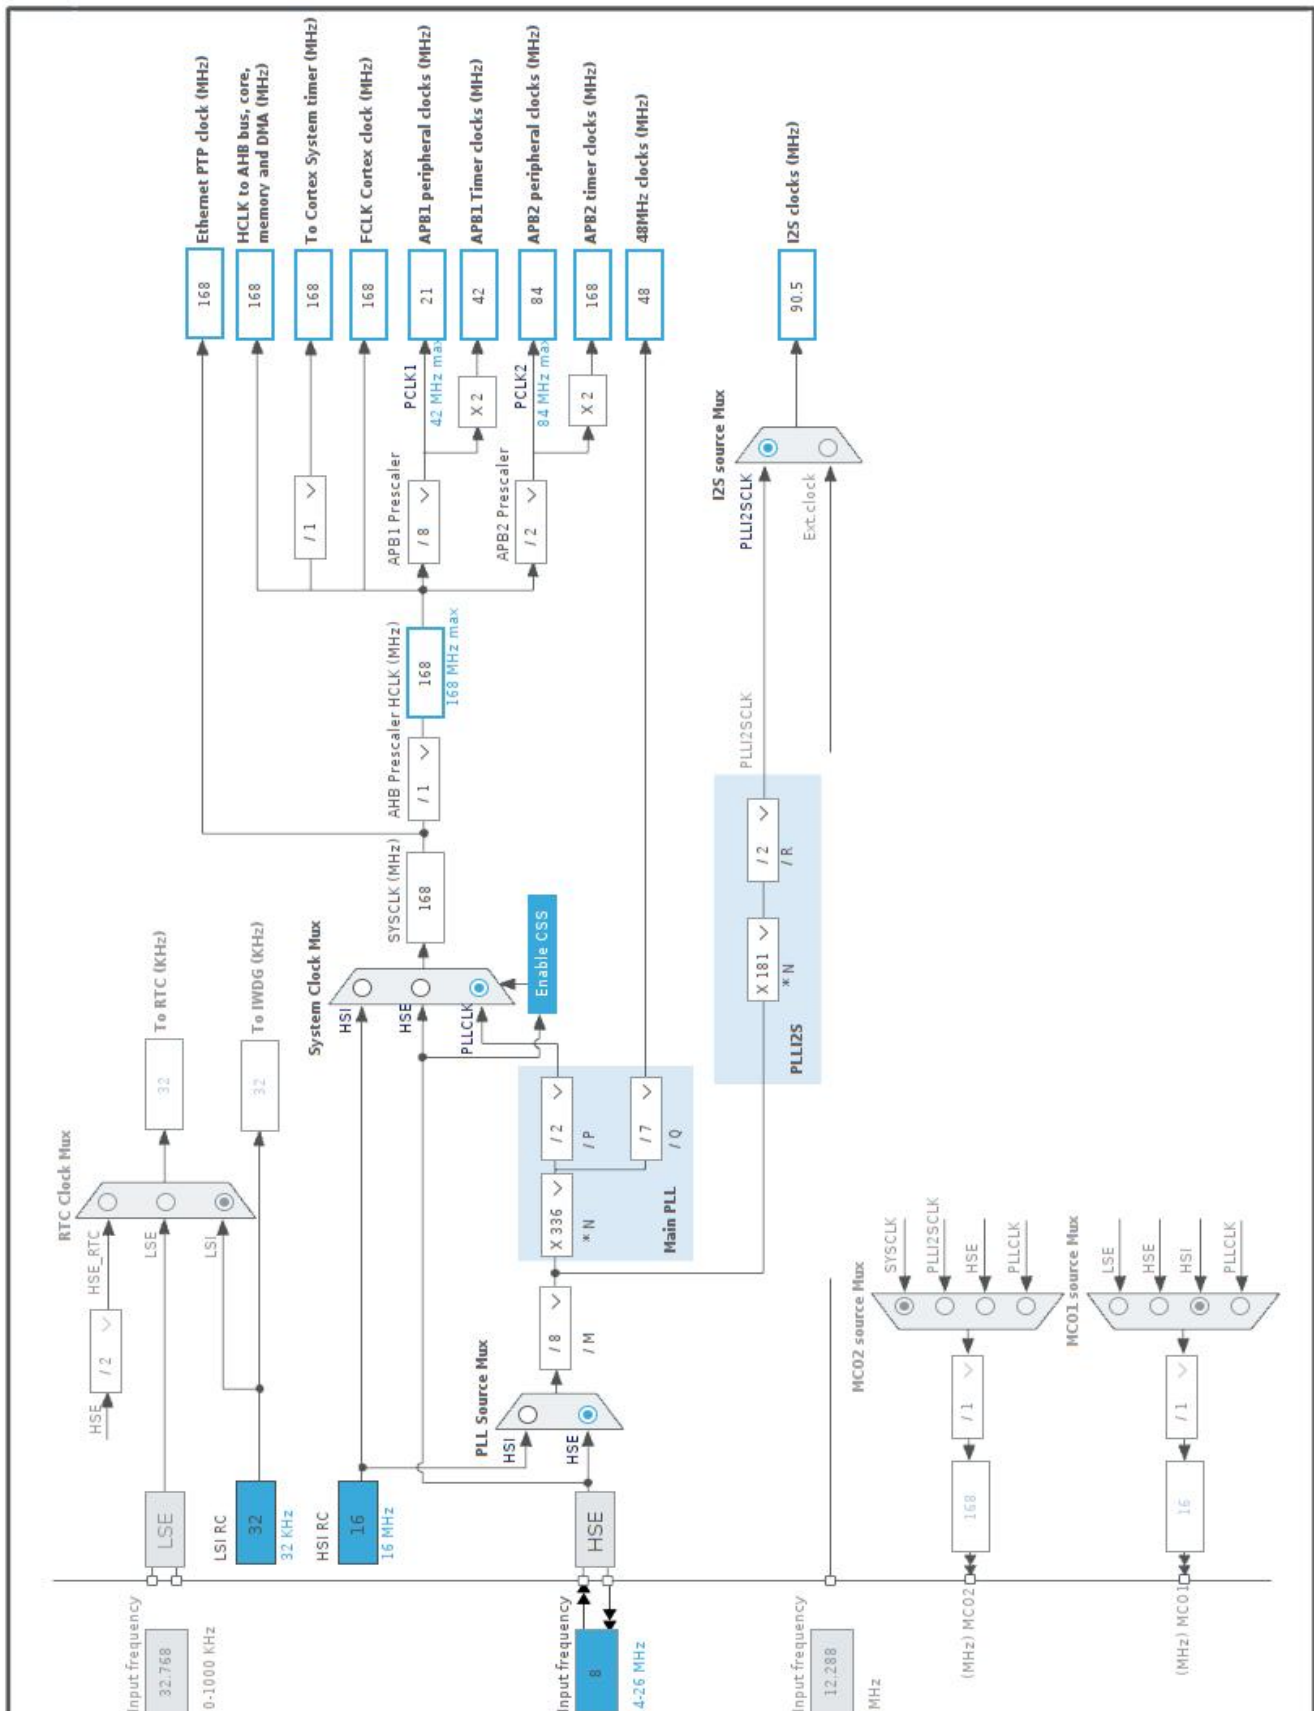 Input frequency
32.768
0-1000 KHz
LSE
HSE
/ 2
HSE_RTC
LSE
LSI
RTC Clock Mux
32
To RTC (KHz)
LSI RC
32
32 KHz
32
To IWDG (KHz)
HSI RC
16
16 MHz
System Clock Mux
HSI
HSE
PLLCLK
Enable CSS
SYSCLK (MHz)
168
AHB Prescaler
/ 1
HCLK (MHz)
168
168 MHz max
168
Ethernet PTP clock (MHz)
168
HCLK to AHB bus, core,
memory and DMA (MHz)
/ 1
168
To Cortex System timer (MHz)
168
FCLK Cortex clock (MHz)
APB1 Prescaler
/ 8
PCLK1
42 MHz max
21
APB1 peripheral clocks (MHz)
X 2
42
APB1 Timer clocks (MHz)
APB2 Prescaler
/ 2
PCLK2
84 MHz max
84
APB2 peripheral clocks (MHz)
X 2
168
APB2 timer clocks (MHz)
48
48MHz clocks (MHz)
Input frequency
8
4-26 MHz
HSE
PLL Source Mux
HSI
HSE
/ 8
/ M
X 336
* N
/ 2
/ P
/ 7
/ Q
Main PLL
PLLI2S
X 181
* N
/ 2
/ R
PLLI2SCLK
I2S source Mux
PLLI2SCLK
Ext.clock
90.5
I2S clocks (MHz)
Input frequency
12.288
MHz
MCO2 source Mux
SYSCLK
PLLI2SCLK
HSE
PLLCLK
/ 1
168
(MHz) MCO2
MCO1 source Mux
LSE
HSE
HSI
PLLCLK
/ 1
16
(MHz) MCO1